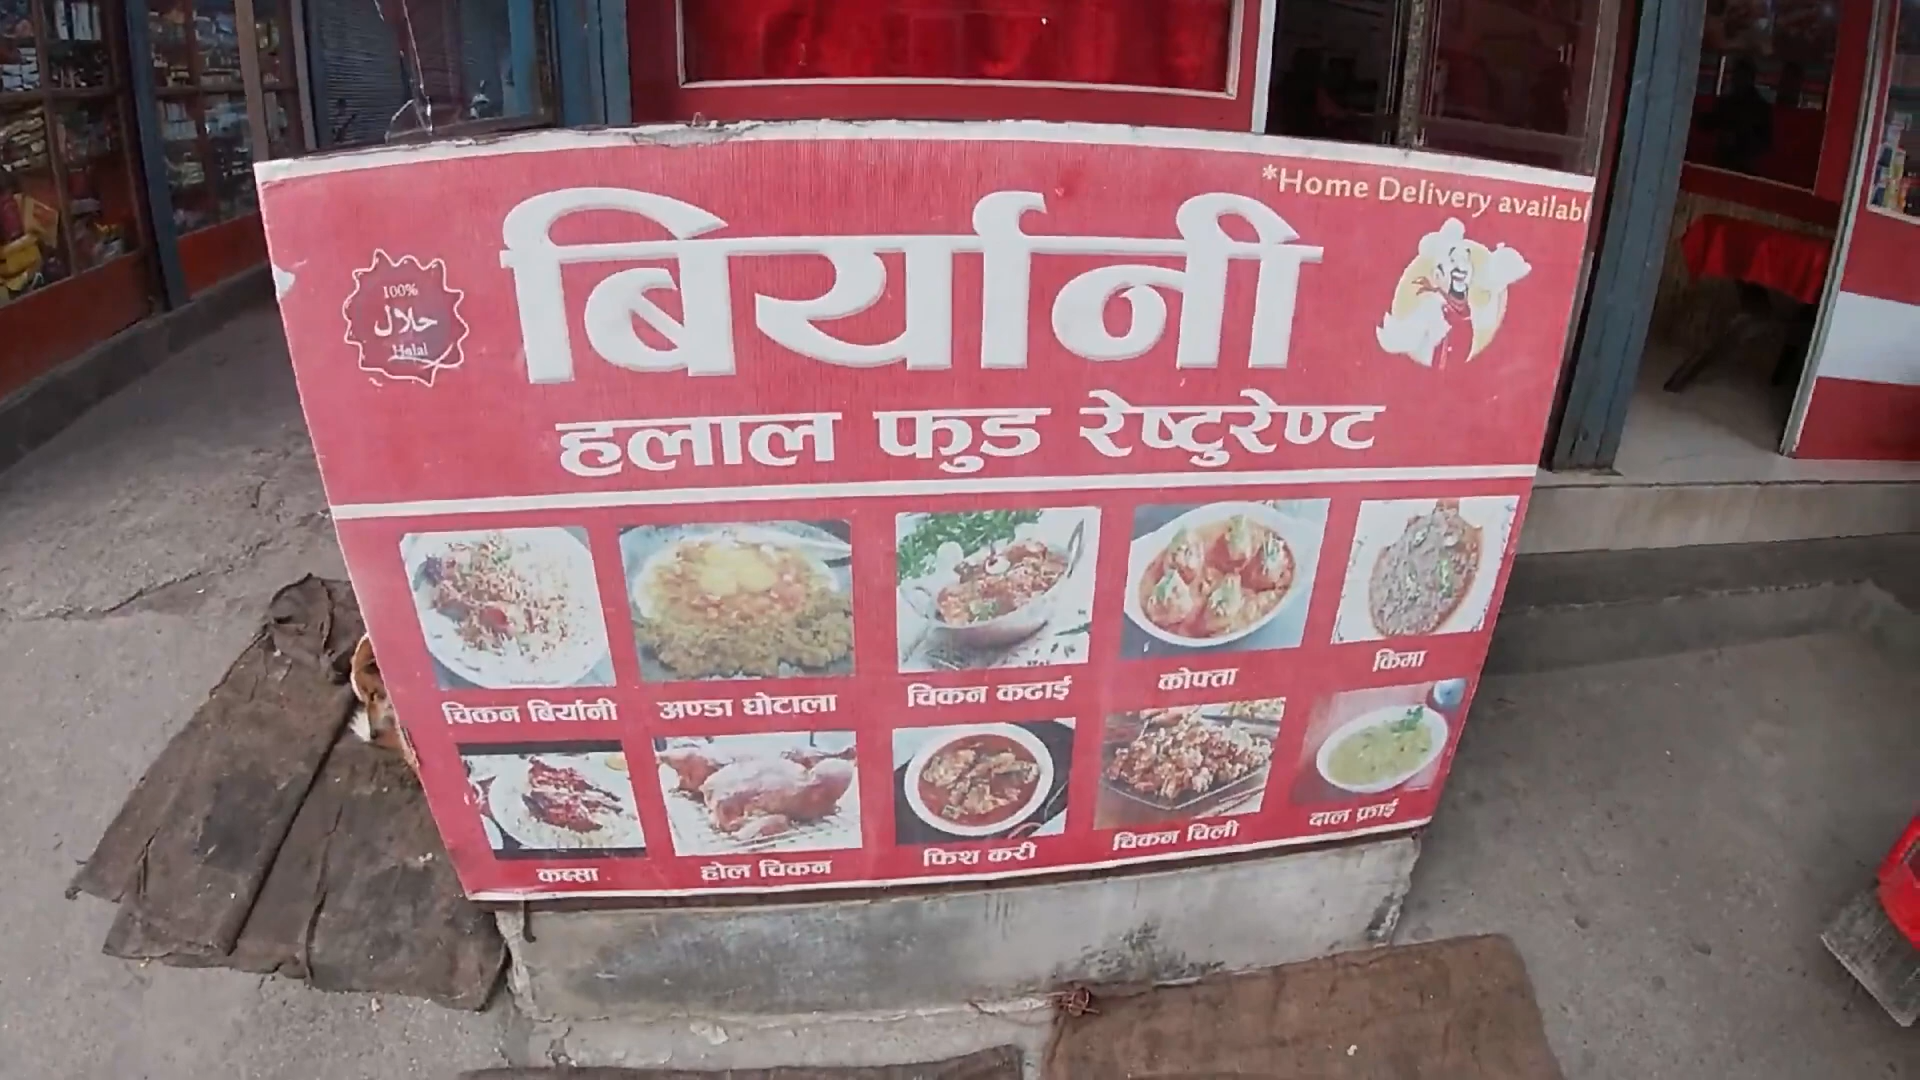 *Home Delivery availabl
100%
حلال
Halal
बिर्यानी
हलाल फुड रेष्टुरेण्ट
चिकन बिर्यानी
अण्डा घोटाला
चिकन कढाई
कोफ्ता
किमा
कब्सा
होल चिकन
फिश करी
चिकन चिली
दाल फ्राई